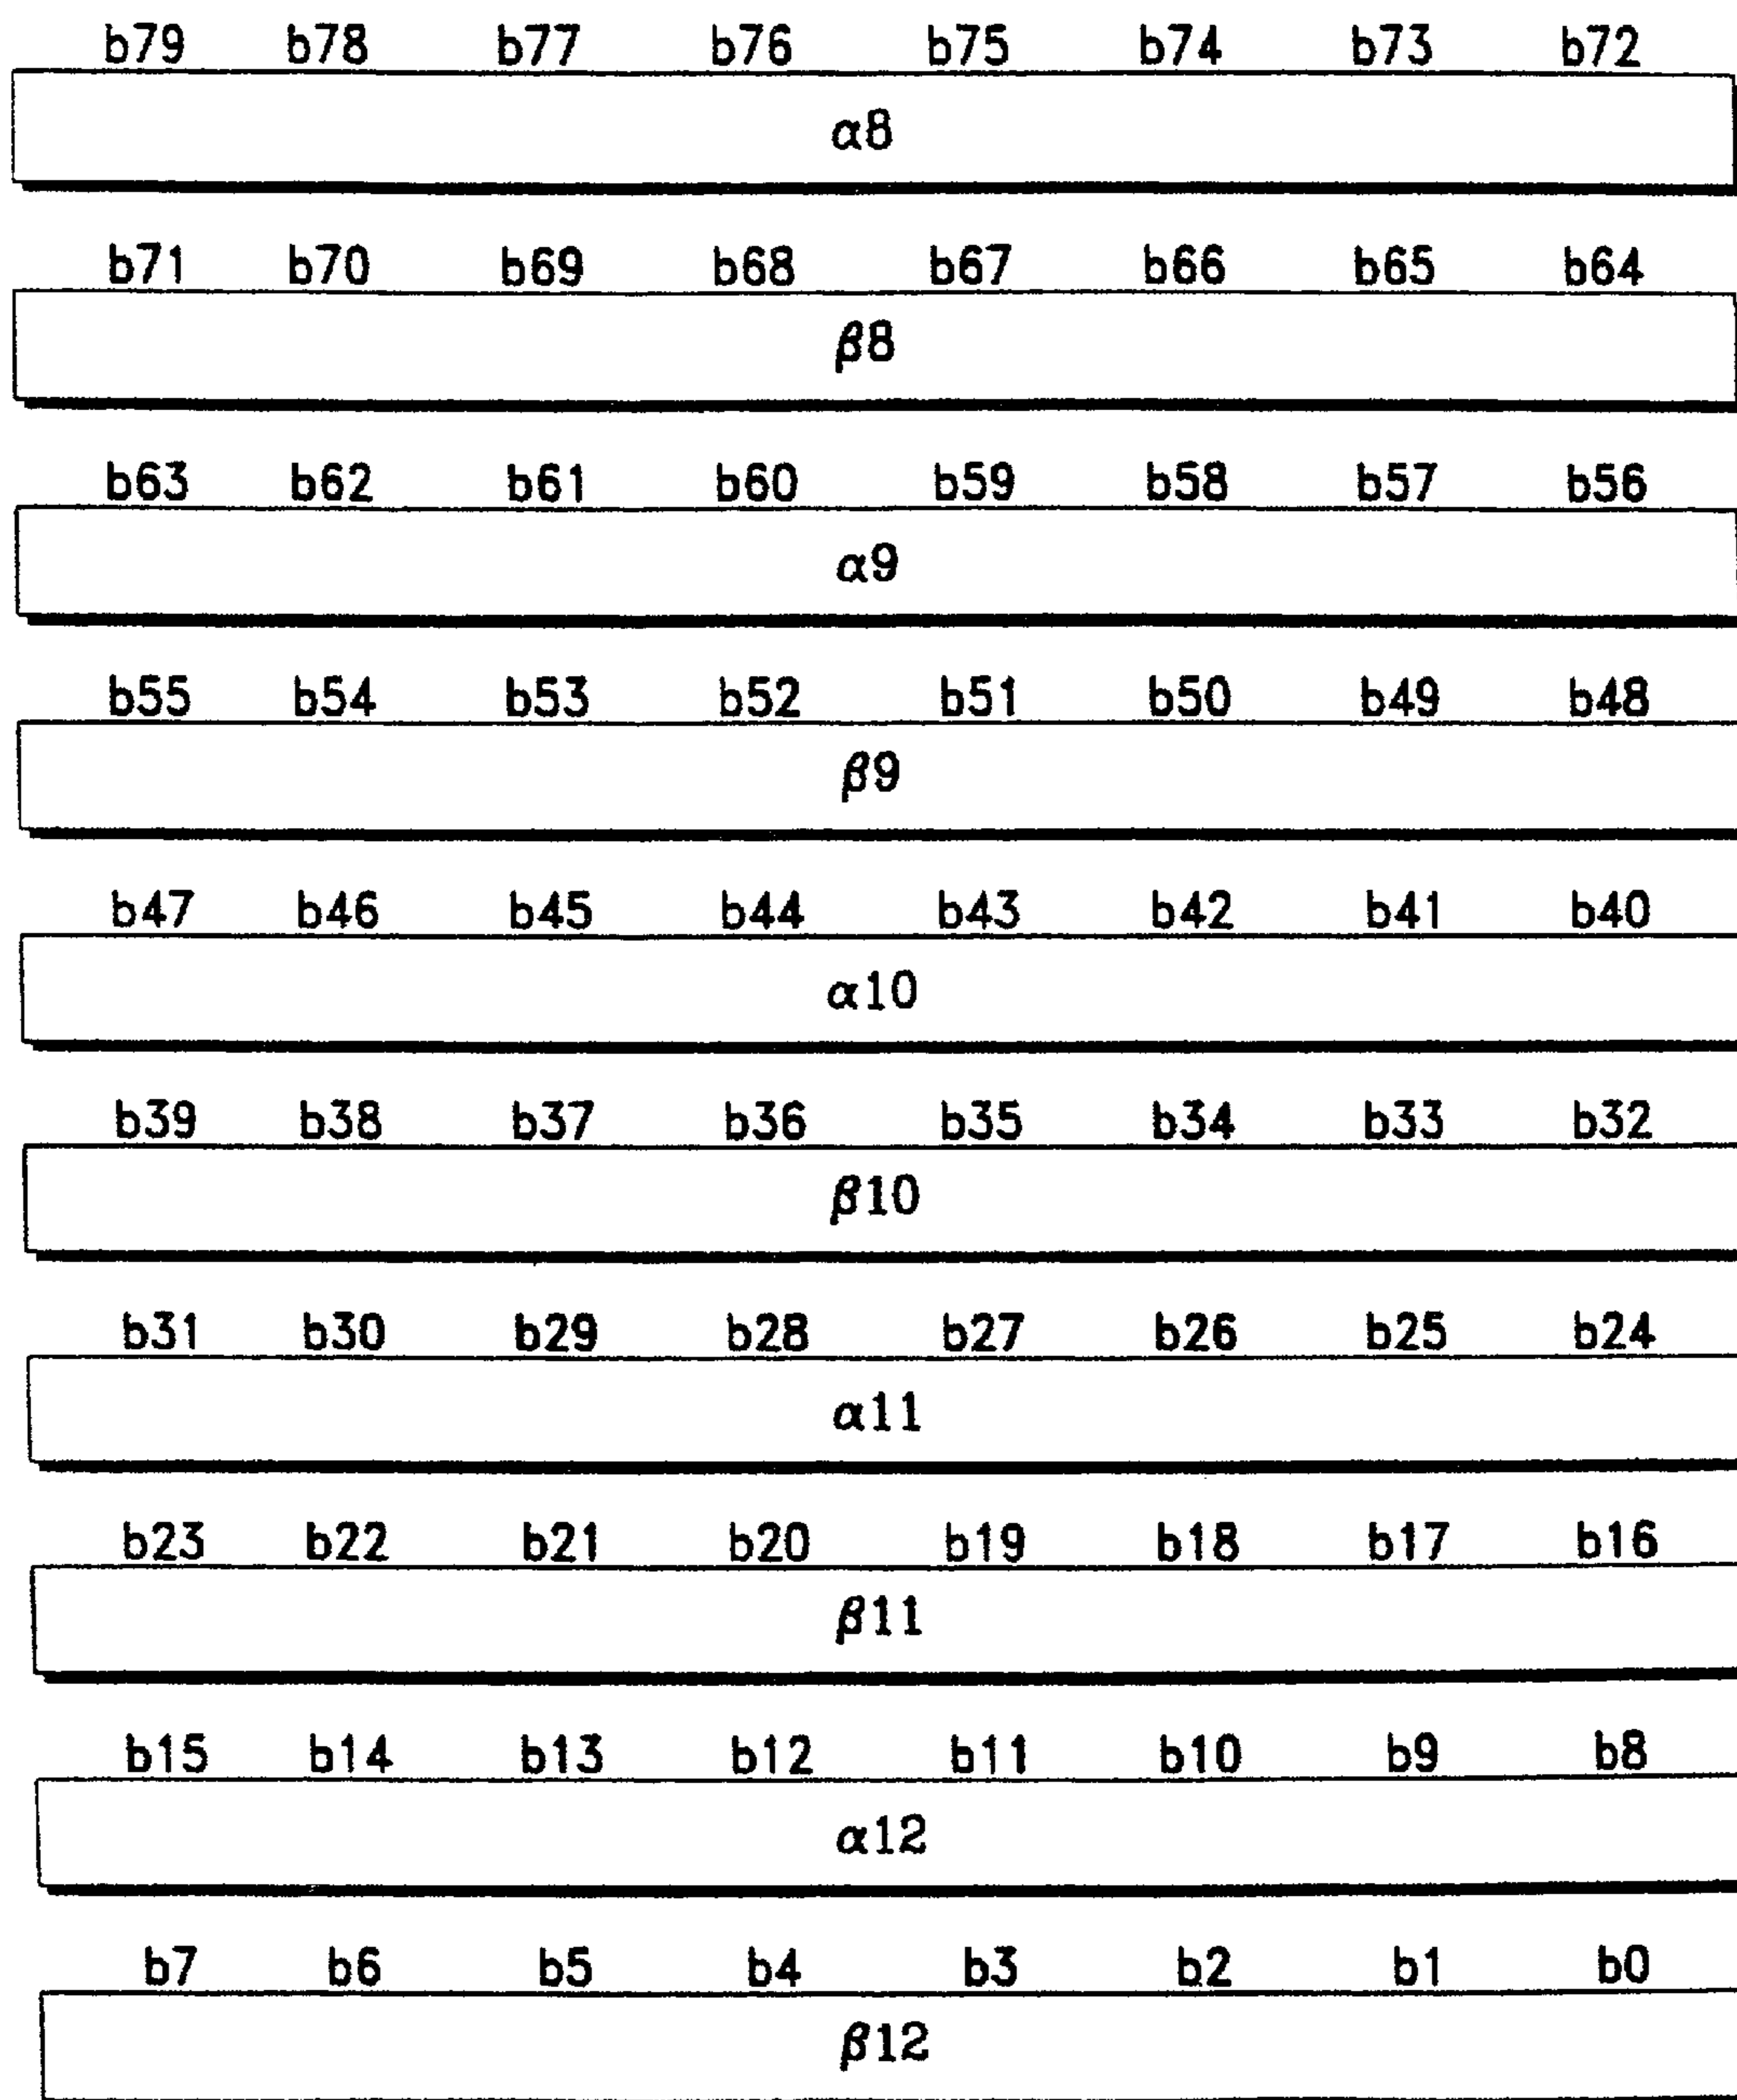 b79 b78 b77 b76 b75 b74 b73 b72
α8
b71 b70 b69 b68 b67 b66 b65 b64
β8
b63 b62 b61 b60 b59 b58 b57 b56
α9
b55 b54 b53 b52 b51 b50 b49 b48
β9
b47 b46 b45 b44 b43 b42 b41 b40
α10
b39 b38 b37 b36 b35 b34 b33 b32
β10
b31 b30 b29 b28 b27 b26 b25 b24
α11
b23 b22 b21 b20 b19 b18 b17 b16
β11
b15 b14 b13 b12 b11 b10 b9 b8
α12
b7 b6 b5 b4 b3 b2 b1 b0
β12